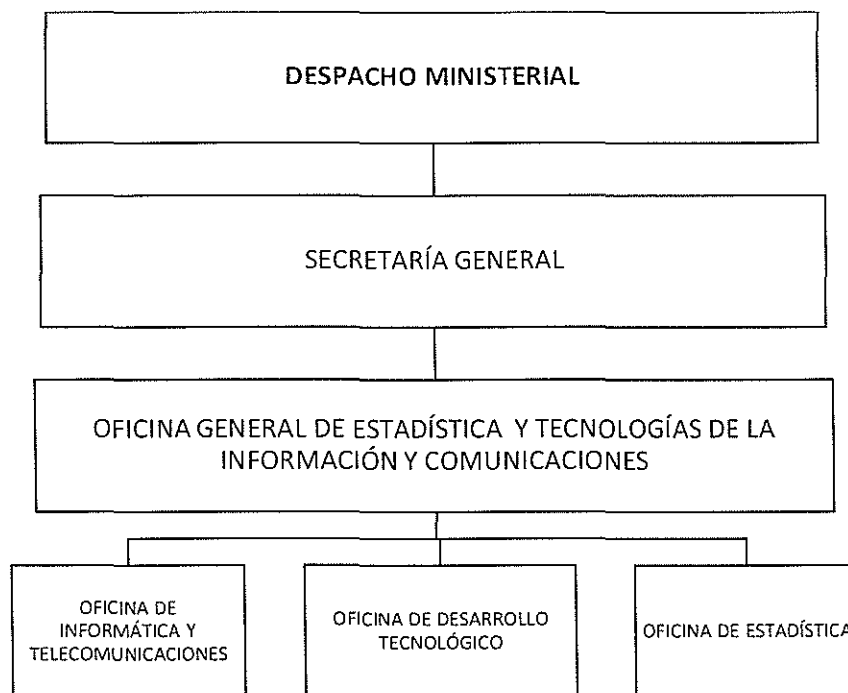 DESPACHO MINISTERIAL
SECRETARÍA GENERAL
OFICINA GENERAL DE ESTADÍSTICA Y TECNOLOGÍAS DE LA
INFORMACIÓN Y COMUNICACIONES
OFICINA DE
INFORMÁTICA Y
TELECOMUNICACIONES
OFICINA DE DESARROLLO
TECNOLÓGICO
OFICINA DE ESTADÍSTICA